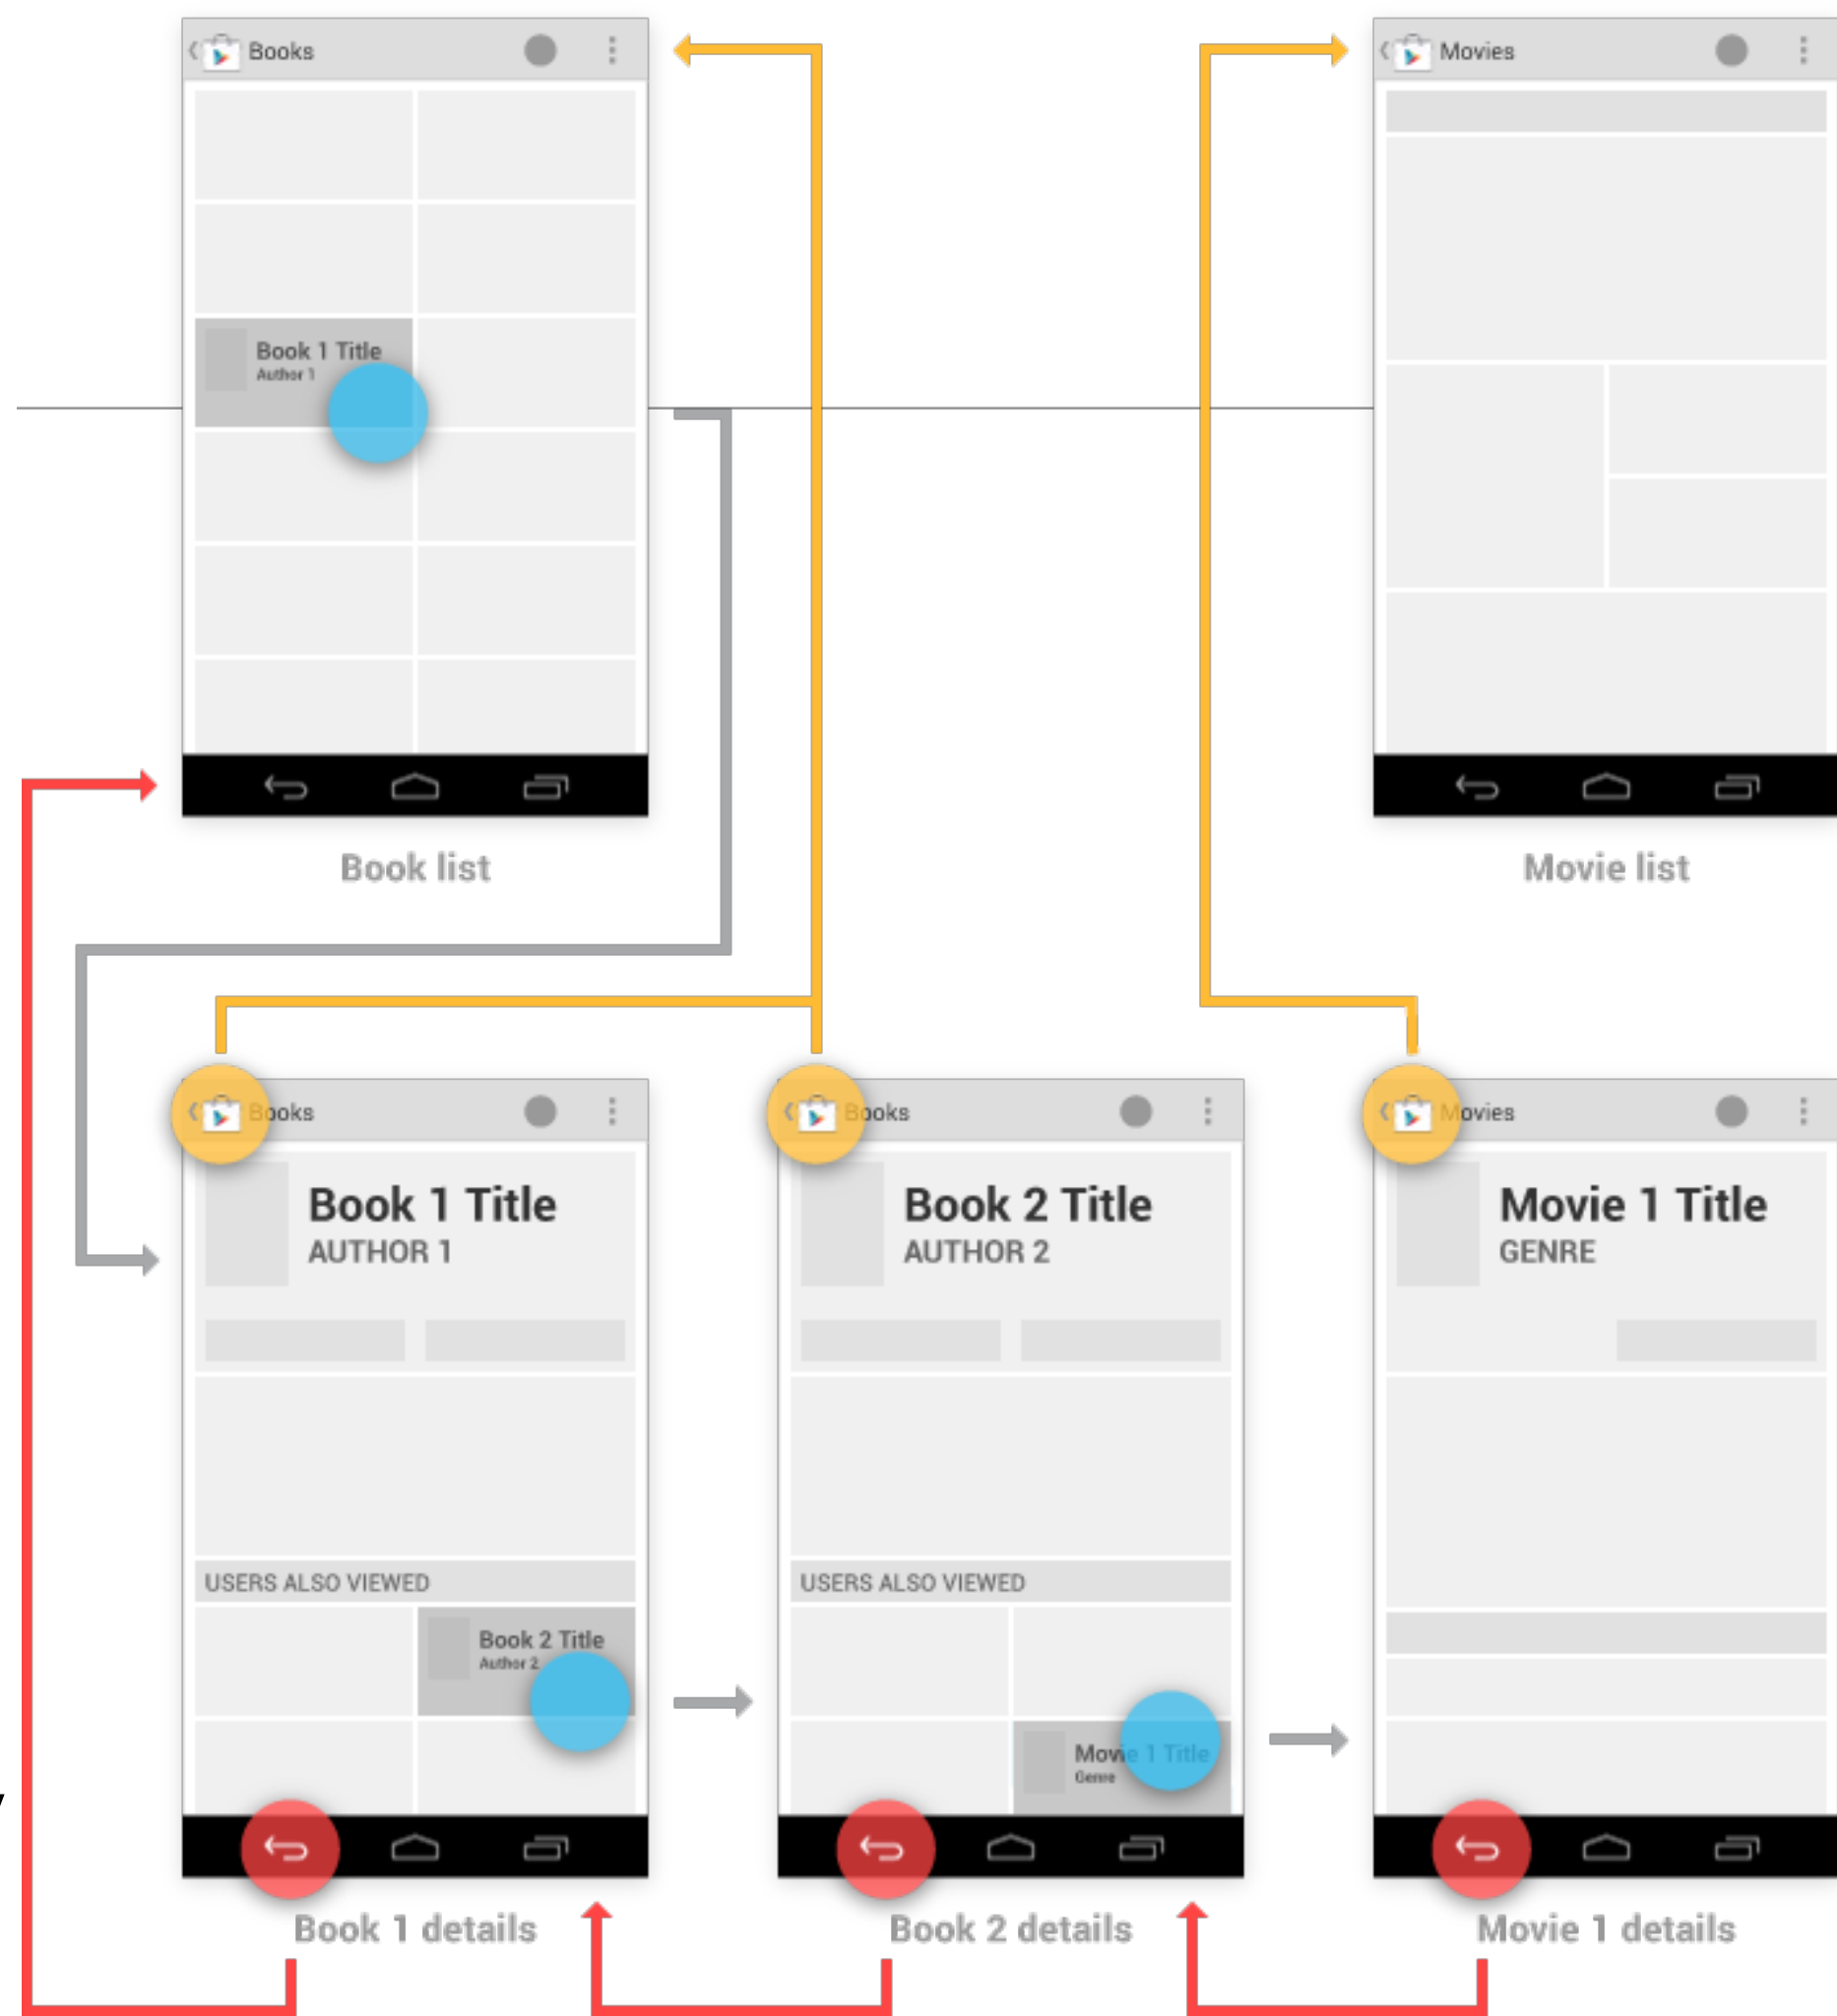 Books
Movies
Book 1 Title
Author 1
Book list
Movie list
Books
Books
Movies
Book 1 Title
AUTHOR 1
Book 2 Title
AUTHOR 2
Movie 1 Title
GENRE
USERS ALSO VIEWED
USERS ALSO VIEWED
Book 2 Title
Author 2
Movie 1 Title
Genre
Book 1 details
Book 2 details
Movie 1 details